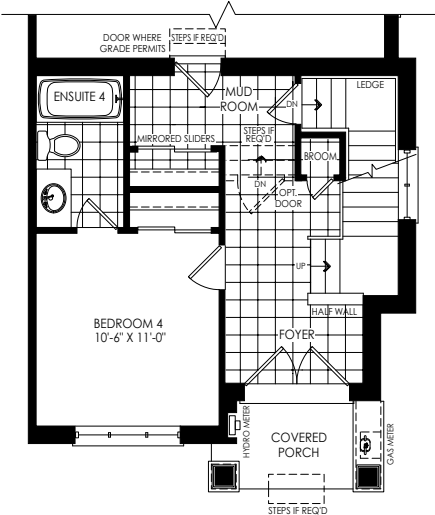 DOOR WHERE
GRADE PERMITS
STEPS IF REQ'D
ENSUITE 4
MUD
ROOM
DN
LEDGE
MIRRORED SLIDERS
STEPS IF
REQ'D
BROOM
DN
OPT.
DOOR
UP
HALF WALL
BEDROOM 4
10'-6" X 11'-0"
FOYER
HYDRO METER
COVERED
PORCH
GAS METER
STEPS IF REQ'D